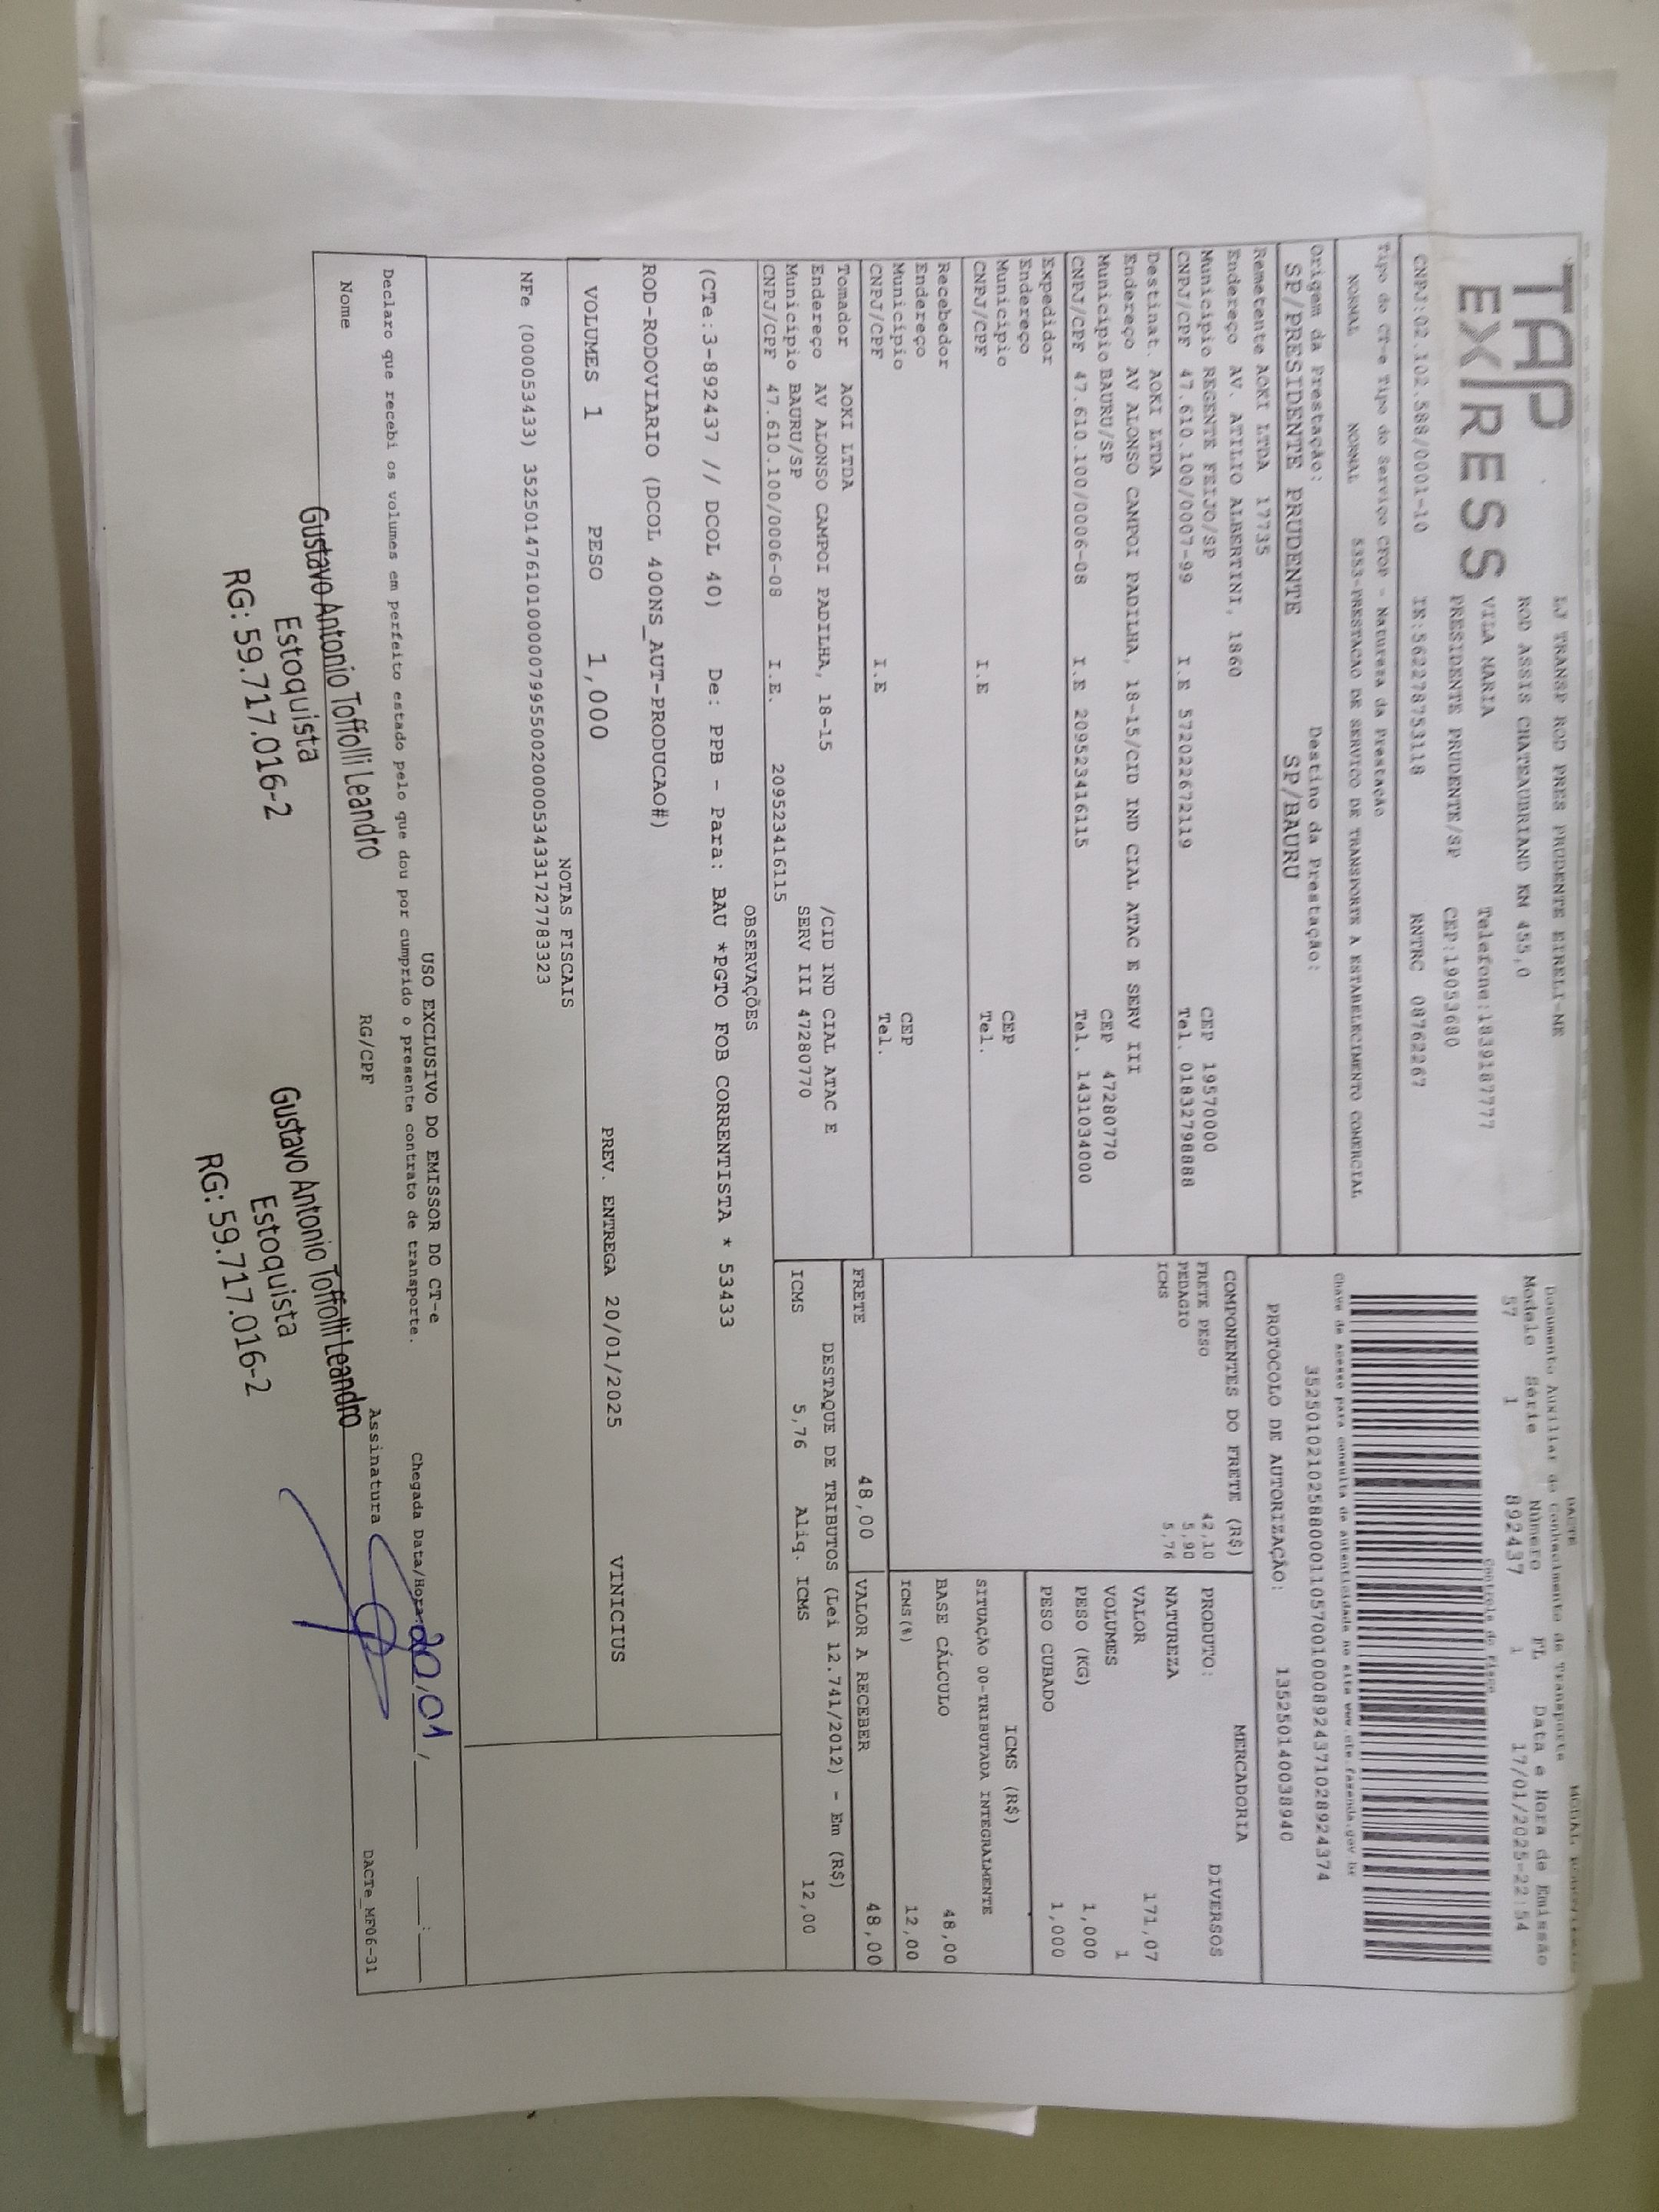 TAP
EXPRESS
LJ TRANSP ROD PRES PRUDENTE EIRELI-ME
ROD ASSIS CHATEAUBRIAND KM 455,0
VILA MARIA Telefone:1839187777
PRESIDENTE PRUDENTE/SP CEP:19053680
CNPJ:02.102.588/0001-10 IE:562278753118 RNTRC 08762267
Tipo do CT-e Tipo do Serviço CFOP - Natureza da Prestação
NORMAL NORMAL 5353-PRESTACAO DE SERVICO DE TRANSPORTE A ESTABELECIMENTO COMERCIAL
Origem da Prestação: Destino da Prestação:
SP/PRESIDENTE PRUDENTE SP/BAURU
Remetente AOKI LTDA 17735
Endereço AV. ATILIO ALBERTINI, 1860
Município REGENTE FEIJO/SP CEP 19570000
CNPJ/CPF 47.610.100/0007-99 I.E 572022672119 Tel. 01832798888
Destinat. AOKI LTDA
Endereço AV ALONSO CAMPOI PADILHA, 18-15/CID IND CIAL ATAC E SERV III
Município BAURU/SP CEP 47280770
CNPJ/CPF 47.610.100/0006-08 I.E 209523416115 Tel. 1431034000
Expedidor
Endereço
Município CEP
CNPJ/CPF I.E Tel.
Recebedor
Endereço
Município CEP
CNPJ/CPF I.E Tel.
Tomador AOKI LTDA
Endereço AV ALONSO CAMPOI PADILHA, 18-15 /CID IND CIAL ATAC E
Município BAURU/SP SERV III 47280770
CNPJ/CPF 47.610.100/0006-08 I.E. 209523416115
DACTE
MODAL
Documento Auxiliar do Conhecimento de Transporte
Modelo Série Número FL Data e Hora de Emissão
57 1 892437 1 17/01/2025-22:54
Controle do Fisco
Chave de acesso para consulta de autenticidade no site www.cte.fazenda.gov.br
35250102102588000110570010008924371028924374
PROTOCOLO DE AUTORIZAÇÃO: 135250140038940
COMPONENTES DO FRETE (R$)
FRETE PESO 42,10
PEDAGIO 5,90
ICMS 5,76
MERCADORIA
PRODUTO: DIVERSOS
NATUREZA
VALOR 171,07
VOLUMES 1
PESO (KG) 1,000
PESO CUBADO 1,000
ICMS (R$)
SITUAÇÃO 00-TRIBUTADA INTEGRALMENTE
BASE CÁLCULO 48,00
ICMS(%) 12,00
FRETE 48,00 VALOR A RECEBER 48,00
DESTAQUE DE TRIBUTOS (Lei 12.741/2012) - Em (R$)
ICMS 5,76 Aliq. ICMS 12,00
OBSERVAÇÕES
(CTe:3-892437 // DCOL 40) De: PPB - Para: BAU *PGTO FOB CORRENTISTA * 53433
ROD-RODOVIARIO (DCOL 400NS_AUT-PRODUCAO#)
VOLUMES 1 PESO 1,000 PREV. ENTREGA 20/01/2025 VINICIUS
NOTAS FISCAIS
NFe (000053433) 35250147610100000799550020000534331727783323
USO EXCLUSIVO DO EMISSOR DO CT-e
Declaro que recebi os volumes em perfeito estado pelo que dou por cumprido o presente contrato de transporte. Chegada Data/Hora: 20/01/ :
Nome RG/CPF Assinatura DACTe_MF06-31
Gustavo Antonio Toffolli Leandro
Estoquista
RG: 59.717.016-2
Gustavo Antonio Toffolli Leandro
Estoquista
RG: 59.717.016-2